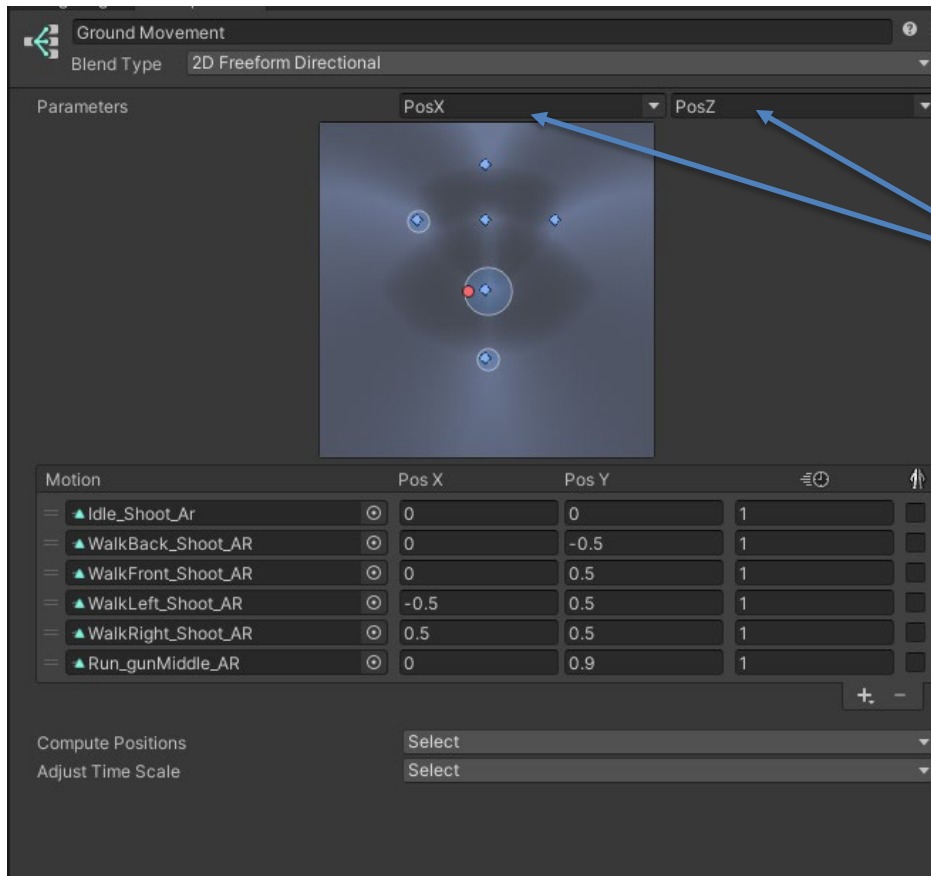 Ground Movement
Blend Type 2D Freeform Directional
Parameters PosX PosZ
Motion Pos X Pos Y
Idle_Shoot_Ar 0 0 1
WalkBack_Shoot_AR 0 -0.5 1
WalkFront_Shoot_AR 0 0.5 1
WalkLeft_Shoot_AR -0.5 0.5 1
WalkRight_Shoot_AR 0.5 0.5 1
Run_gunMiddle_AR 0 0.9 1
Compute Positions Select
Adjust Time Scale Select